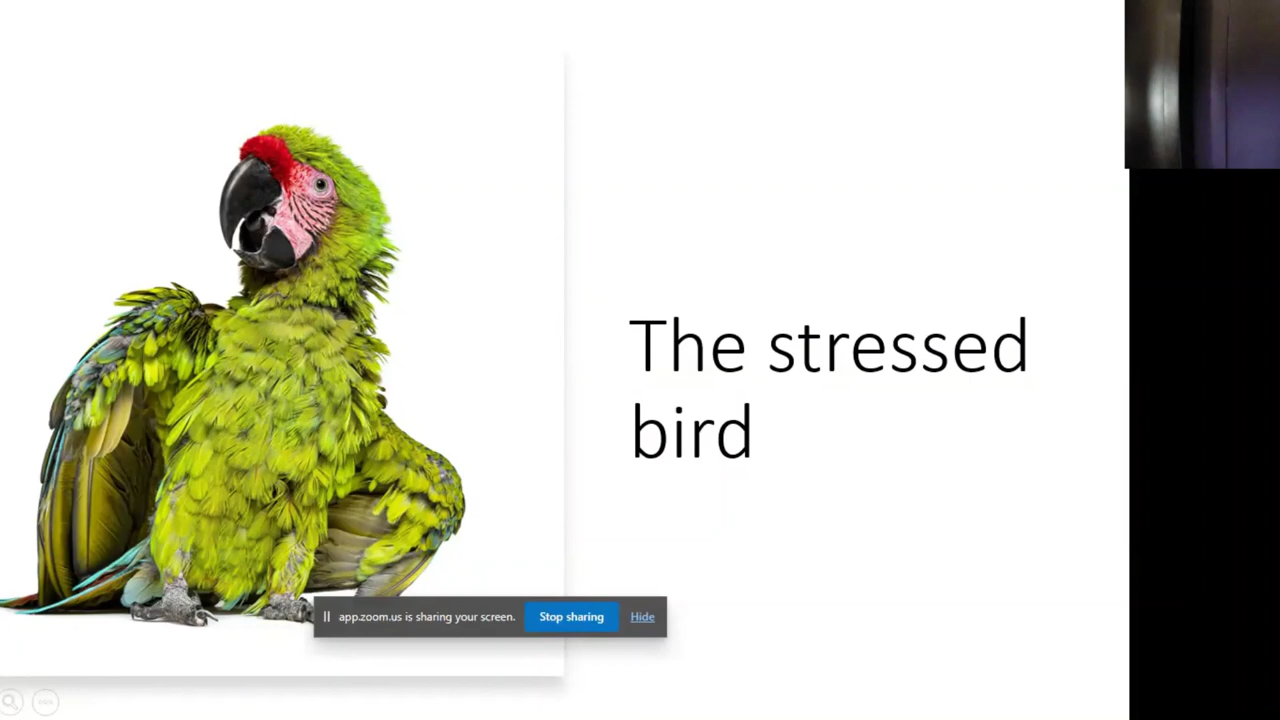 The stressed
bird
app.zoom.us is sharing your screen. Stop sharing Hide